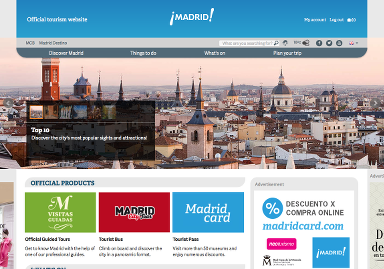 Official tourism website
¡MADRID!
My account Logout
MCB Madrid Destino
What are you searching for?
Discover Madrid Things to do What's on Plan your trip
Top 10
Discover the city's most popular sights and attractions!
OFFICIAL PRODUCTS
M
VISITAS
GUIADAS
MADRID
City Tour
Madrid
card
Official Guided Tours Tourist Bus Tourist Pass
Get to know Madrid with the help of
one of our professional guides.
Climb on board and discover the
city in a panoramic format.
Visit more than 50 museums and
enjoy numerous discounts.
Advertisement
% DESCUENTO X
COMPRA ONLINE
madridcard.com
¡MADRID!
Advertisement